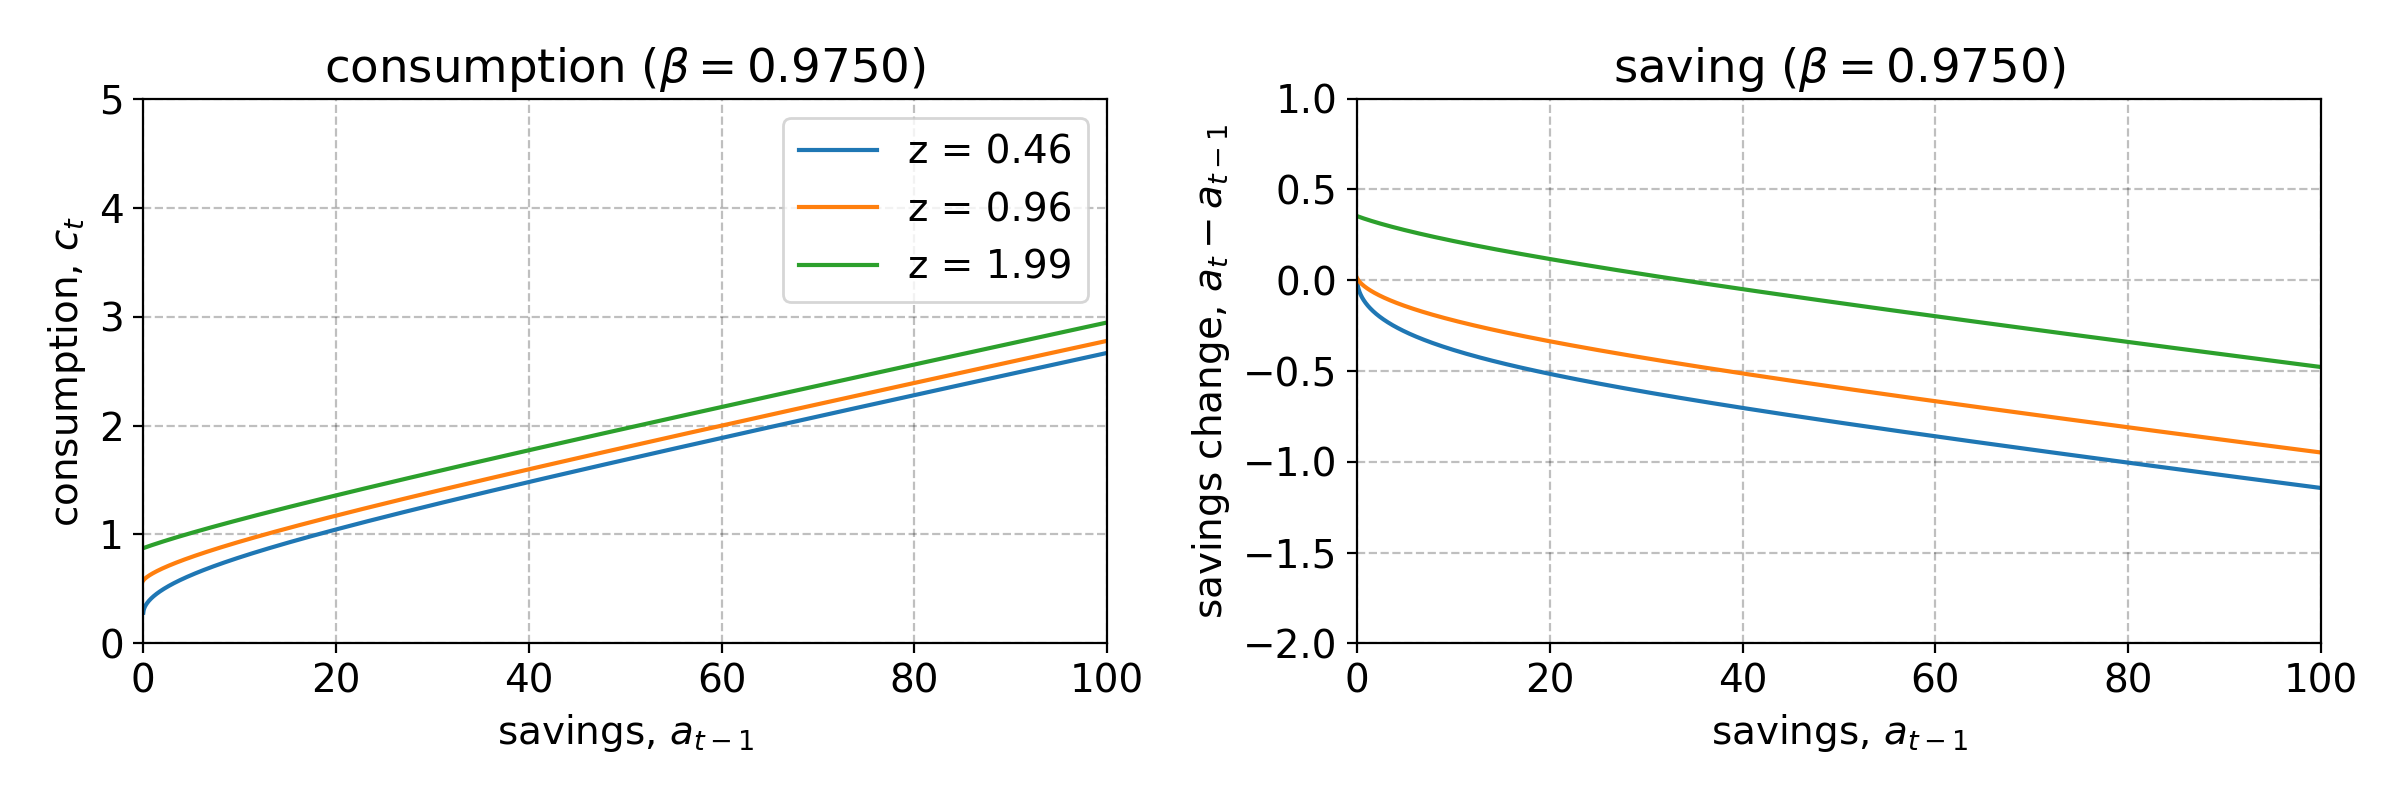 consumption (β = 0.9750)
consumption, c_t
5
4
3
2
1
0
0 20 40 60 80 100
savings, a_{t−1}
z = 0.46
z = 0.96
z = 1.99
saving (β = 0.9750)
savings change, a_t − a_{t−1}
1.0
0.5
0.0
−0.5
−1.0
−1.5
−2.0
0 20 40 60 80 100
savings, a_{t−1}